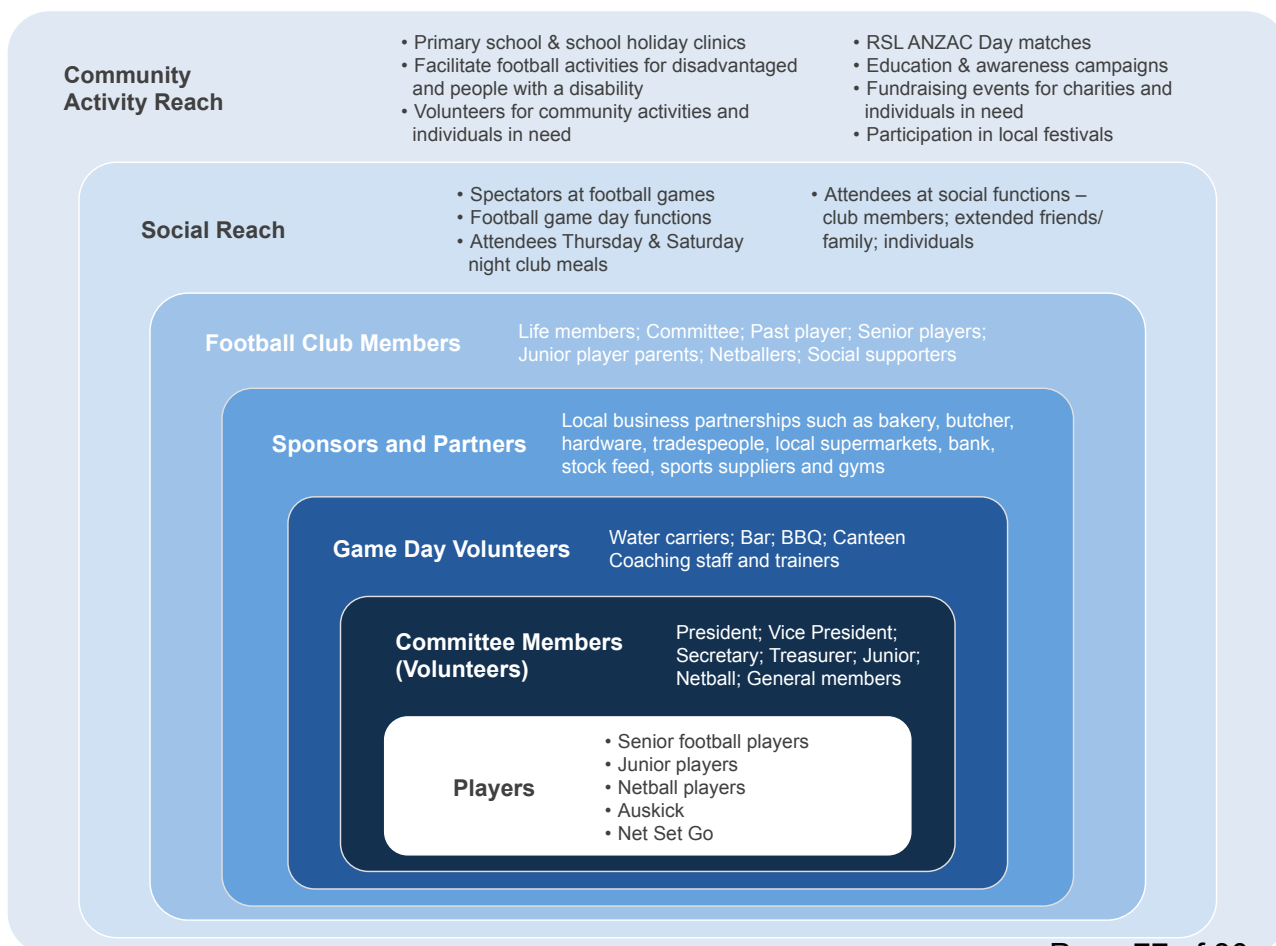 Community
Activity Reach
• Primary school & school holiday clinics
• Facilitate football activities for disadvantaged
and people with a disability
• Volunteers for community activities and
individuals in need
• RSL ANZAC Day matches
• Education & awareness campaigns
• Fundraising events for charities and
individuals in need
• Participation in local festivals
Social Reach
• Spectators at football games
• Football game day functions
• Attendees Thursday & Saturday
night club meals
• Attendees at social functions –
club members; extended friends/
family; individuals
Football Club Members
Life members; Committee; Past player; Senior players;
Junior player parents; Netballers; Social supporters
Sponsors and Partners
Local business partnerships such as bakery, butcher,
hardware, tradespeople, local supermarkets, bank,
stock feed, sports suppliers and gyms
Game Day Volunteers
Water carriers; Bar; BBQ; Canteen
Coaching staff and trainers
Committee Members
(Volunteers)
President; Vice President;
Secretary; Treasurer; Junior;
Netball; General members
Players
• Senior football players
• Junior players
• Netball players
• Auskick
• Net Set Go